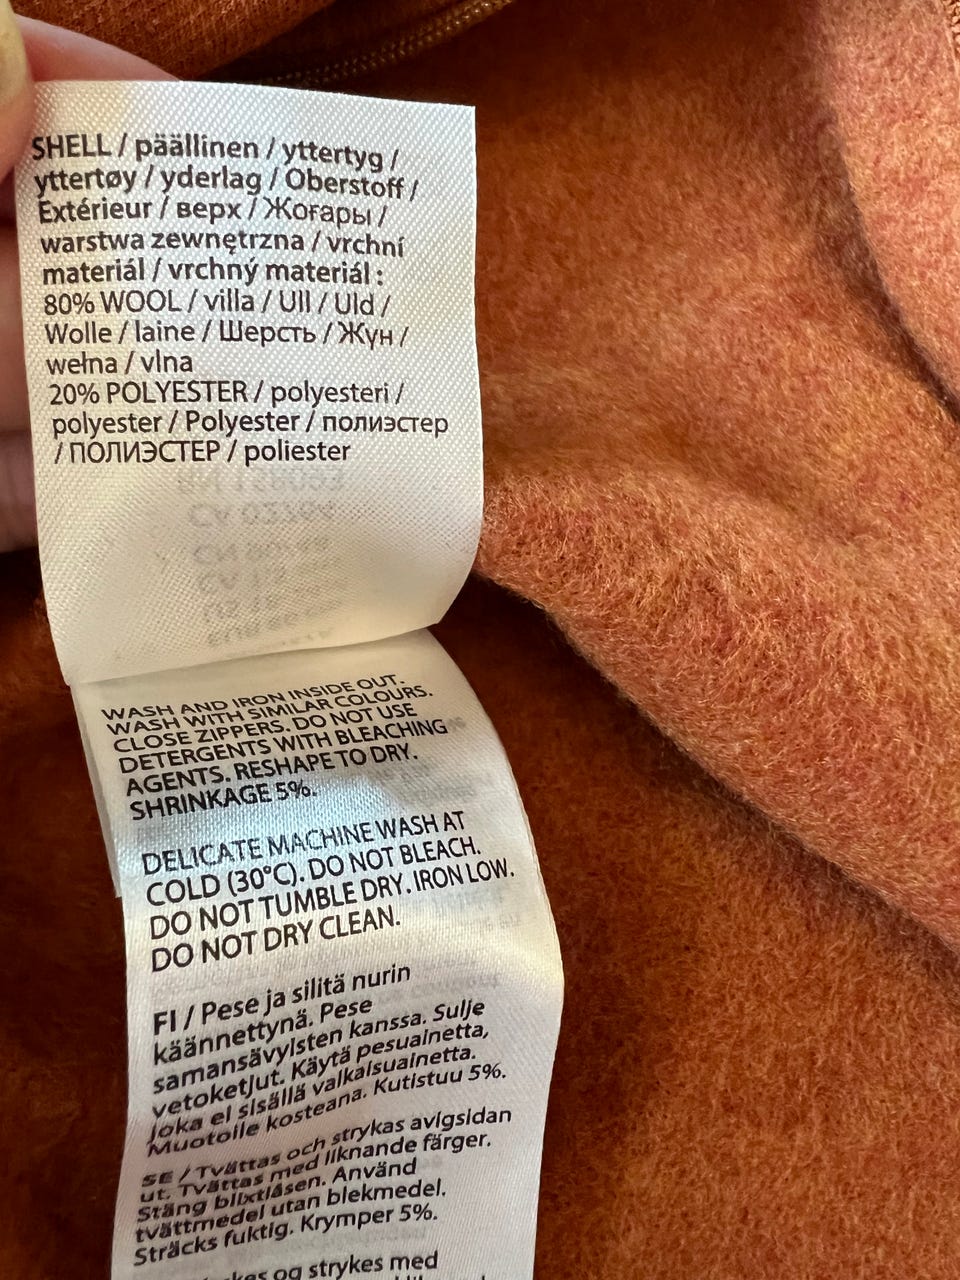 SHELL / päällinen / yttertyg /
yttertøy / yderlag / Oberstoff /
Extérieur / верх / Жоғары /
warstwa zewnętrzna / vrchní
materiál / vrchný materiál :
80% WOOL / villa / Ull / Uld /
Wolle / laine / Шерсть / Жүн /
wełna / vlna
20% POLYESTER / polyesteri /
polyester / Polyester / полиэстер
/ ПОЛИЭСТЕР / poliester
WASH AND IRON INSIDE OUT.
WASH WITH SIMILAR COLOURS.
CLOSE ZIPPERS. DO NOT USE
DETERGENTS WITH BLEACHING
AGENTS. RESHAPE TO DRY.
SHRINKAGE 5%.
DELICATE MACHINE WASH AT
COLD (30°C). DO NOT BLEACH.
DO NOT TUMBLE DRY. IRON LOW.
DO NOT DRY CLEAN.
FI / Pese ja silitä nurin
käännettynä. Pese
samansävyisten kanssa. Sulje
vetoketjut. Käytä pesuainetta,
joka ei sisällä valkaisuainetta.
Muotoile kosteana. Kutistuu 5%.
SE / Tvättas och strykas avigsidan
ut. Tvättas med liknande färger.
Stäng blixtlåsen. Använd
tvättmedel utan blekmedel.
Sträcks fuktig. Krymper 5%.
og strykes med